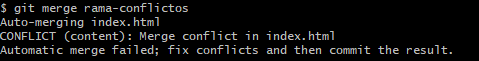 $ git merge rama-conflictos
Auto-merging index.html
CONFLICT (content): Merge conflict in index.html
Automatic merge failed; fix conflicts and then commit the result.